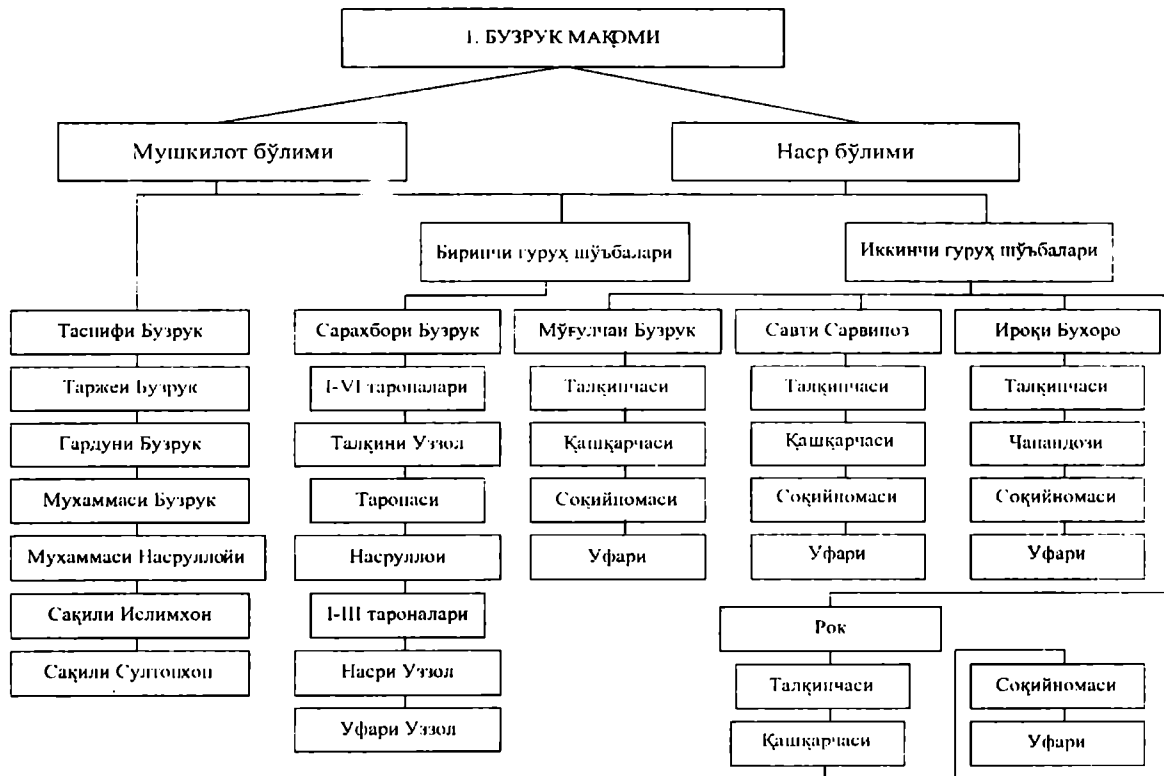 1. БУЗРУК МАҚОМИ
Мушкилот бўлими
Наср бўлими
Биринчи гуруҳ шўъбалари
Иккинчи гуруҳ шўъбалари
Таснифи Бузрук
Таржеи Бузрук
Гардуни Бузрук
Мухаммаси Бузрук
Мухаммаси Насруллойи
Сақили Ислимхон
Сақили Султонхон
Сарахбори Бузрук
I-VI тароналари
Талқини Уззол
Таронаси
Насруллои
I-III тароналари
Насри Уззол
Уфари Уззол
Мўғулчаи Бузрук
Талқинчаси
Қашқарчаси
Соқийномаси
Уфари
Савти Сарвиноз
Талқинчаси
Қашқарчаси
Соқийномаси
Уфари
Ироқи Бухоро
Талқинчаси
Чапандози
Соқийномаси
Уфари
Рок
Талқинчаси
Қашқарчаси
Соқийномаси
Уфари